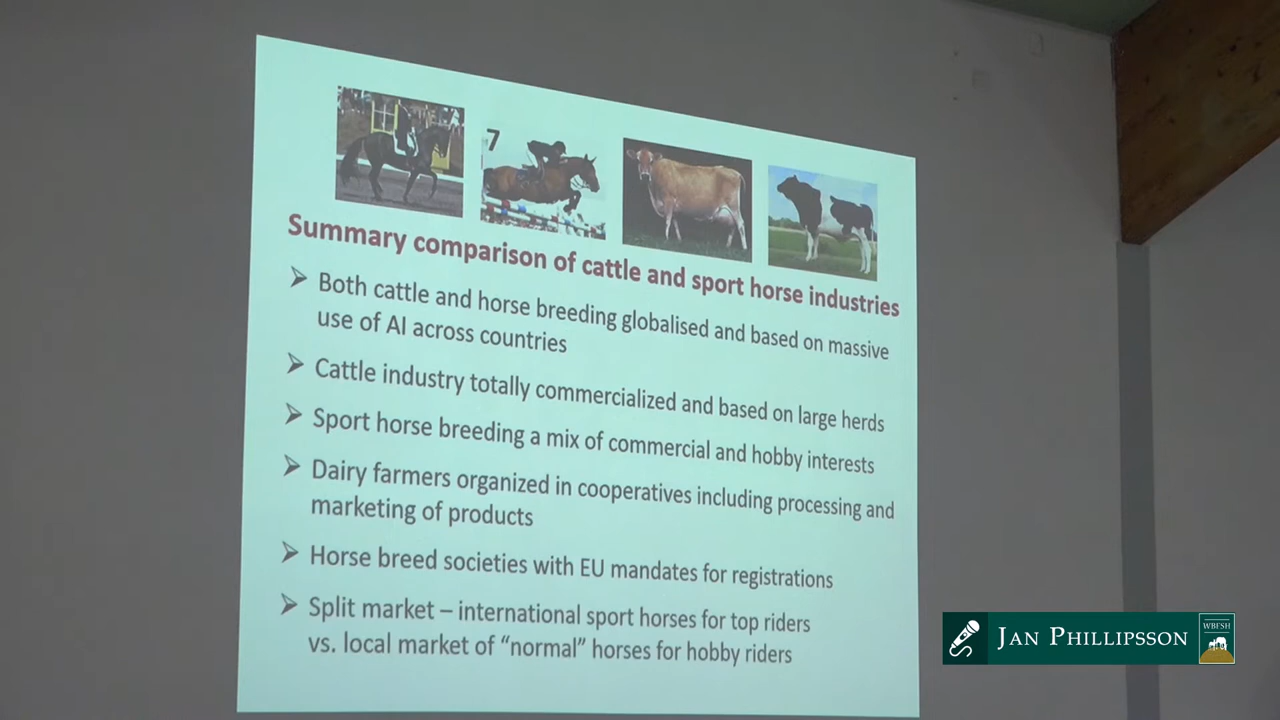 7
Summary comparison of cattle and sport horse industries
➢ Both cattle and horse breeding globalised and based on massive
use of AI across countries
➢ Cattle industry totally commercialized and based on large herds
➢ Sport horse breeding a mix of commercial and hobby interests
➢ Dairy farmers organized in cooperatives including processing and
marketing of products
➢ Horse breed societies with EU mandates for registrations
➢ Split market – international sport horses for top riders
vs. local market of “normal” horses for hobby riders
JAN PHILLIPSSON
WBFSH